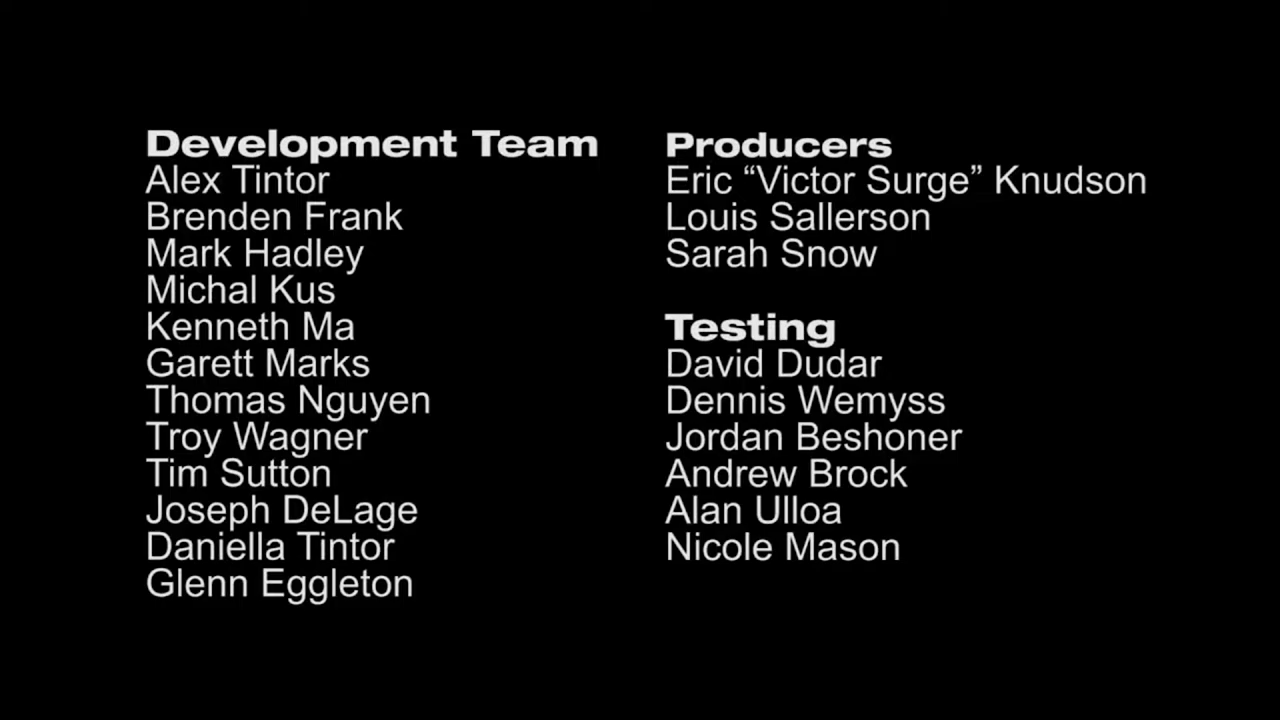 Development Team
Alex Tintor
Brenden Frank
Mark Hadley
Michal Kus
Kenneth Ma
Garett Marks
Thomas Nguyen
Troy Wagner
Tim Sutton
Joseph DeLage
Daniella Tintor
Glenn Eggleton
Producers
Eric “Victor Surge” Knudson
Louis Sallerson
Sarah Snow
Testing
David Dudar
Dennis Wemyss
Jordan Beshoner
Andrew Brock
Alan Ulloa
Nicole Mason